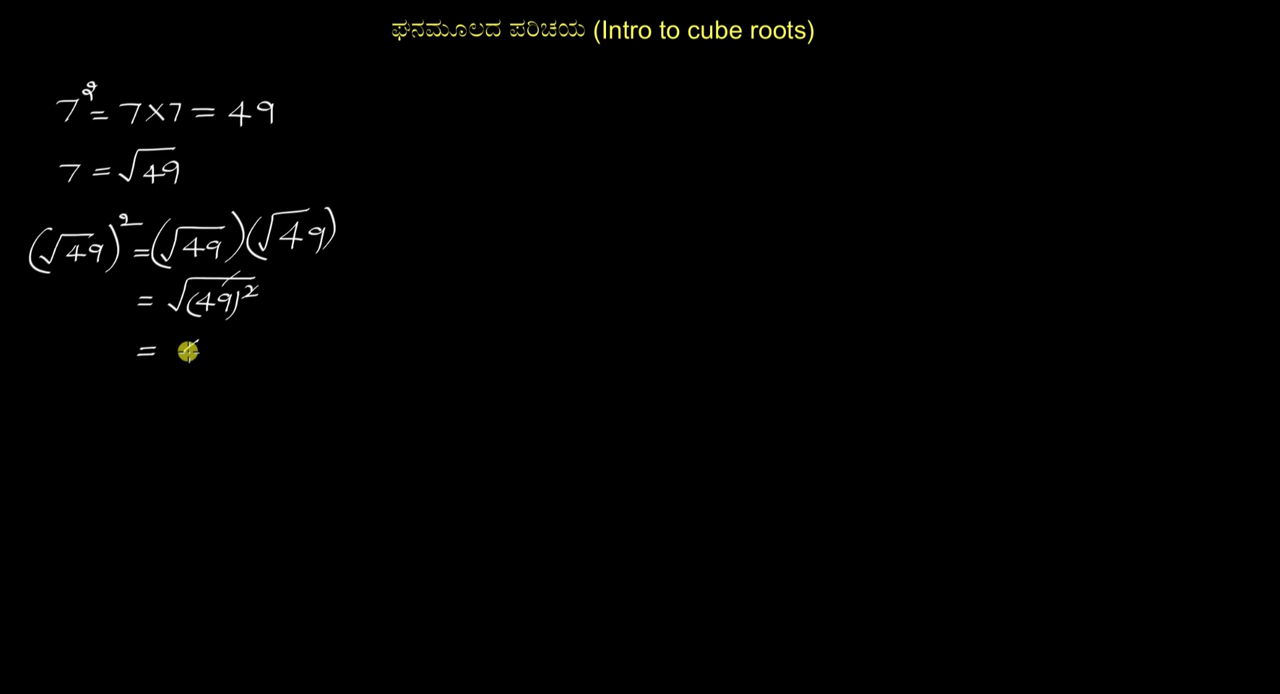 ಘನಮೂಲದ ಪರಿಚಯ (Intro to cube roots)
7² = 7×7 = 49
7 = √49
(√49)² = (√49)(√49)
= √(49)²
=